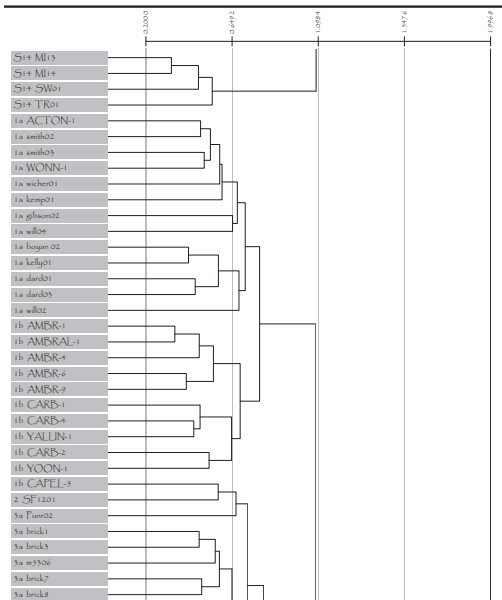 0.2000
0.6492
1.0984
1.5476
1.9968
S14 MI13
S14 MI14
S14 SW01
S14 TR01
1a ACTON-1
1a smith02
1a smith03
1a WONN-1
1a wicher01
1a kemp01
1a gibson02
1a will04
1a bogan 02
1a kelly01
1a dard01
1a dard03
1a will02
1b AMBR-1
1b AMBRAL-1
1b AMBR-4
1b AMBR-6
1b AMBR-9
1b CARB-1
1b CARB-4
1b YALLIN-1
1b CARB-2
1b YOON-1
1b CAPEL-5
2 SF1201
3a Punr02
3a brick1
3a brick3
3a m5306
3a brick7
3a brick8